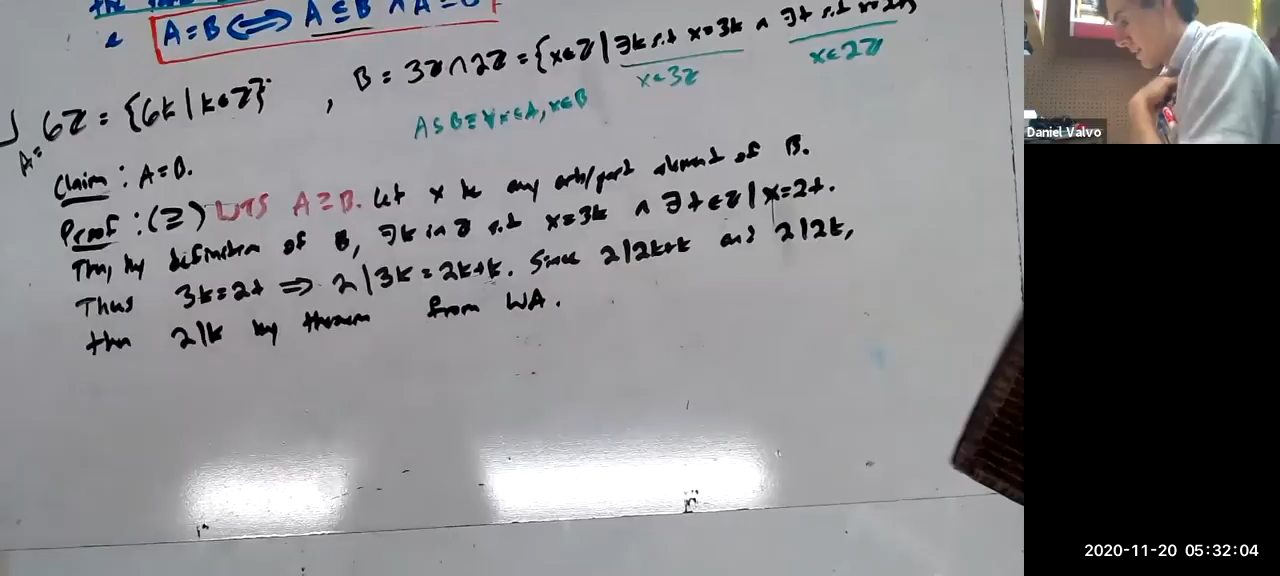 A=B ⟺ A⊆B ∧
A= 6ℤ = {6k | k∈ℤ}, B = 3ℤ∩2ℤ = {x∈ℤ | ∃k s.t x=3k ∧ ∃t s.t
x∈3ℤ x∈2ℤ
A⊆B ≡ ∀x∈A, x∈B
Claim: A=B.
Proof: (⊇) WTS A⊇B. Let x be any arb/part element of B.
Thus, by definition of B, ∃k in ℤ s.t x=3k ∧ ∃t∈ℤ | x=2t.
Thus 3k=2t ⟹ 2|3k = 2k+k. Since 2|2k+k and 2|2k,
then 2|k by theorem from WA.
Daniel Valvo
2020-11-20 05:32:04